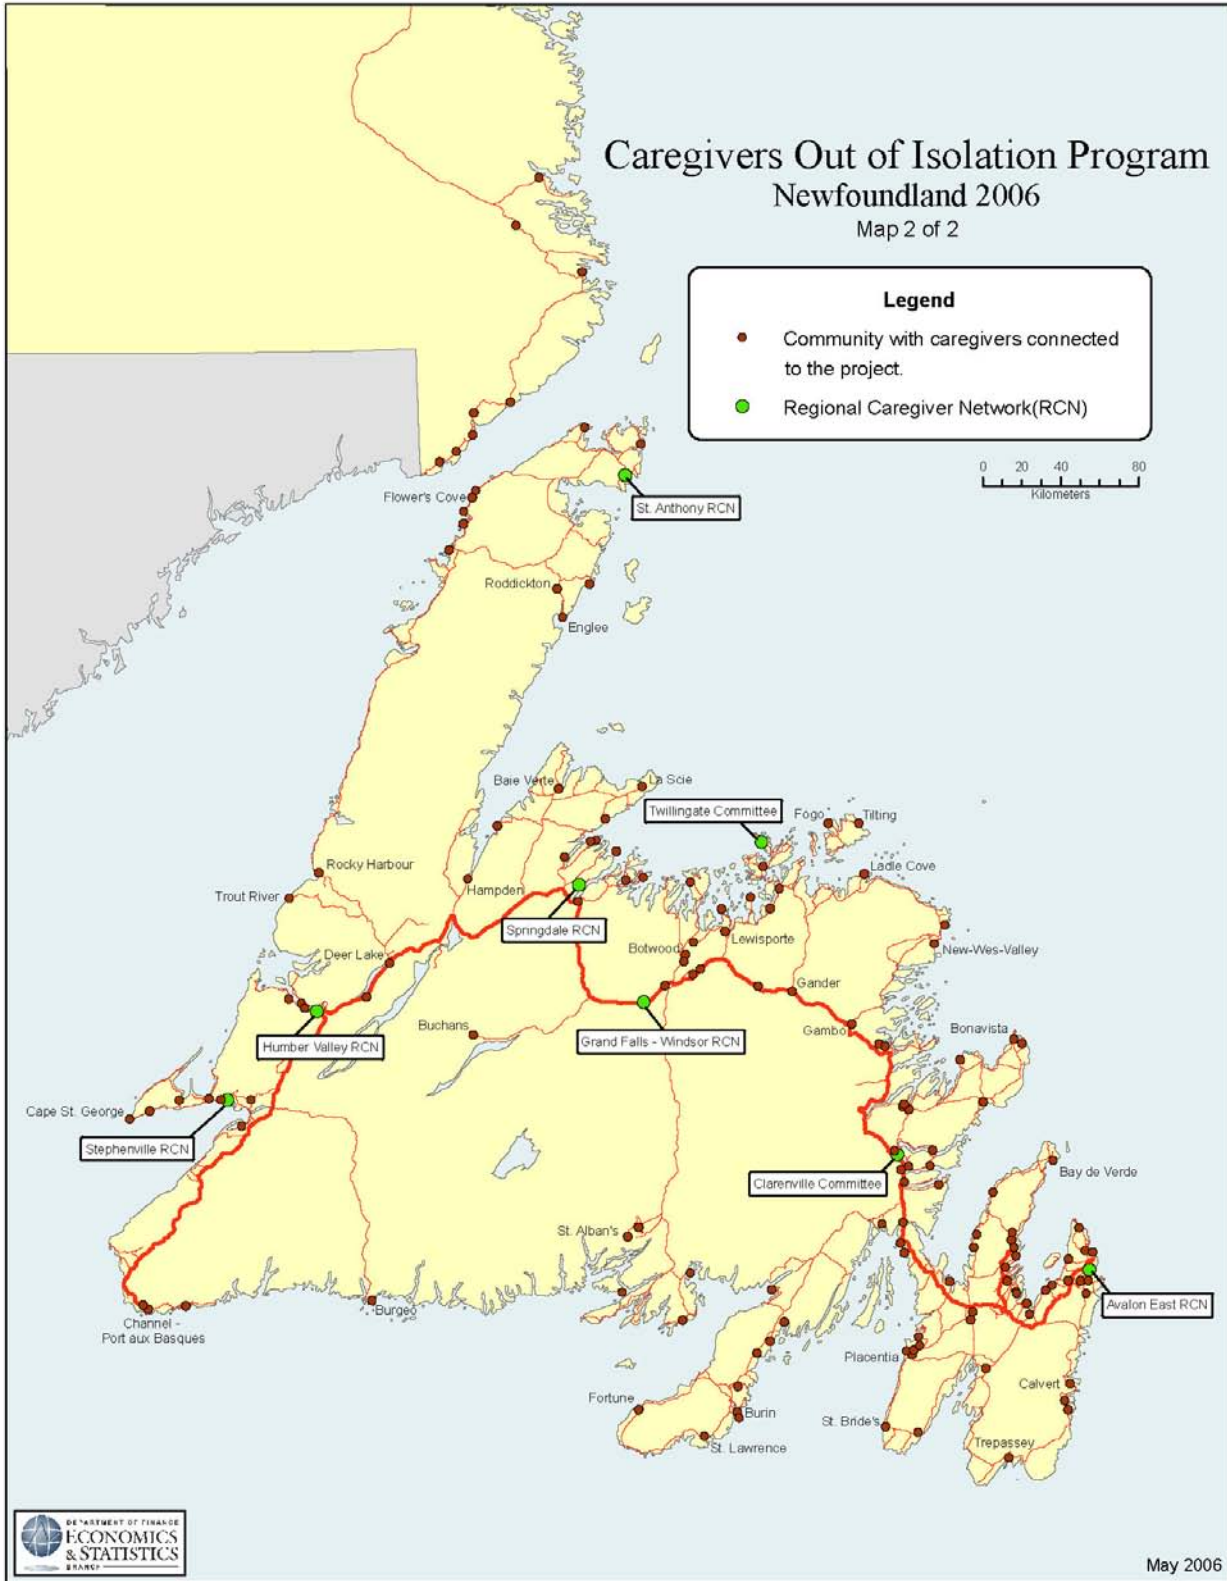 Caregivers Out of Isolation Program
Newfoundland 2006
Map 2 of 2
Legend
Community with caregivers connected
to the project.
Regional Caregiver Network(RCN)
0 20 40 80
Kilometers
Flower's Cove
St. Anthony RCN
Roddickton
Englee
Baie Verte
La Scie
Twillingate Committee
Fogo
Tilting
Rocky Harbour
Ladle Cove
Hampden
Trout River
Springdale RCN
Lewisporte
Botwood
New-Wes-Valley
Deer Lake
Gander
Buchans
Gambo
Bonavista
Humber Valley RCN
Grand Falls - Windsor RCN
Cape St. George
Stephenville RCN
Bay de Verde
Clarenville Committee
St. Alban's
Avalon East RCN
Burgeo
Channel -
Port aux Basques
Placentia
Calvert
Fortune
Burin
St. Bride's
St. Lawrence
Trepassey
DEPARTMENT OF FINANCE
ECONOMICS
& STATISTICS
BRANCH
May 2006